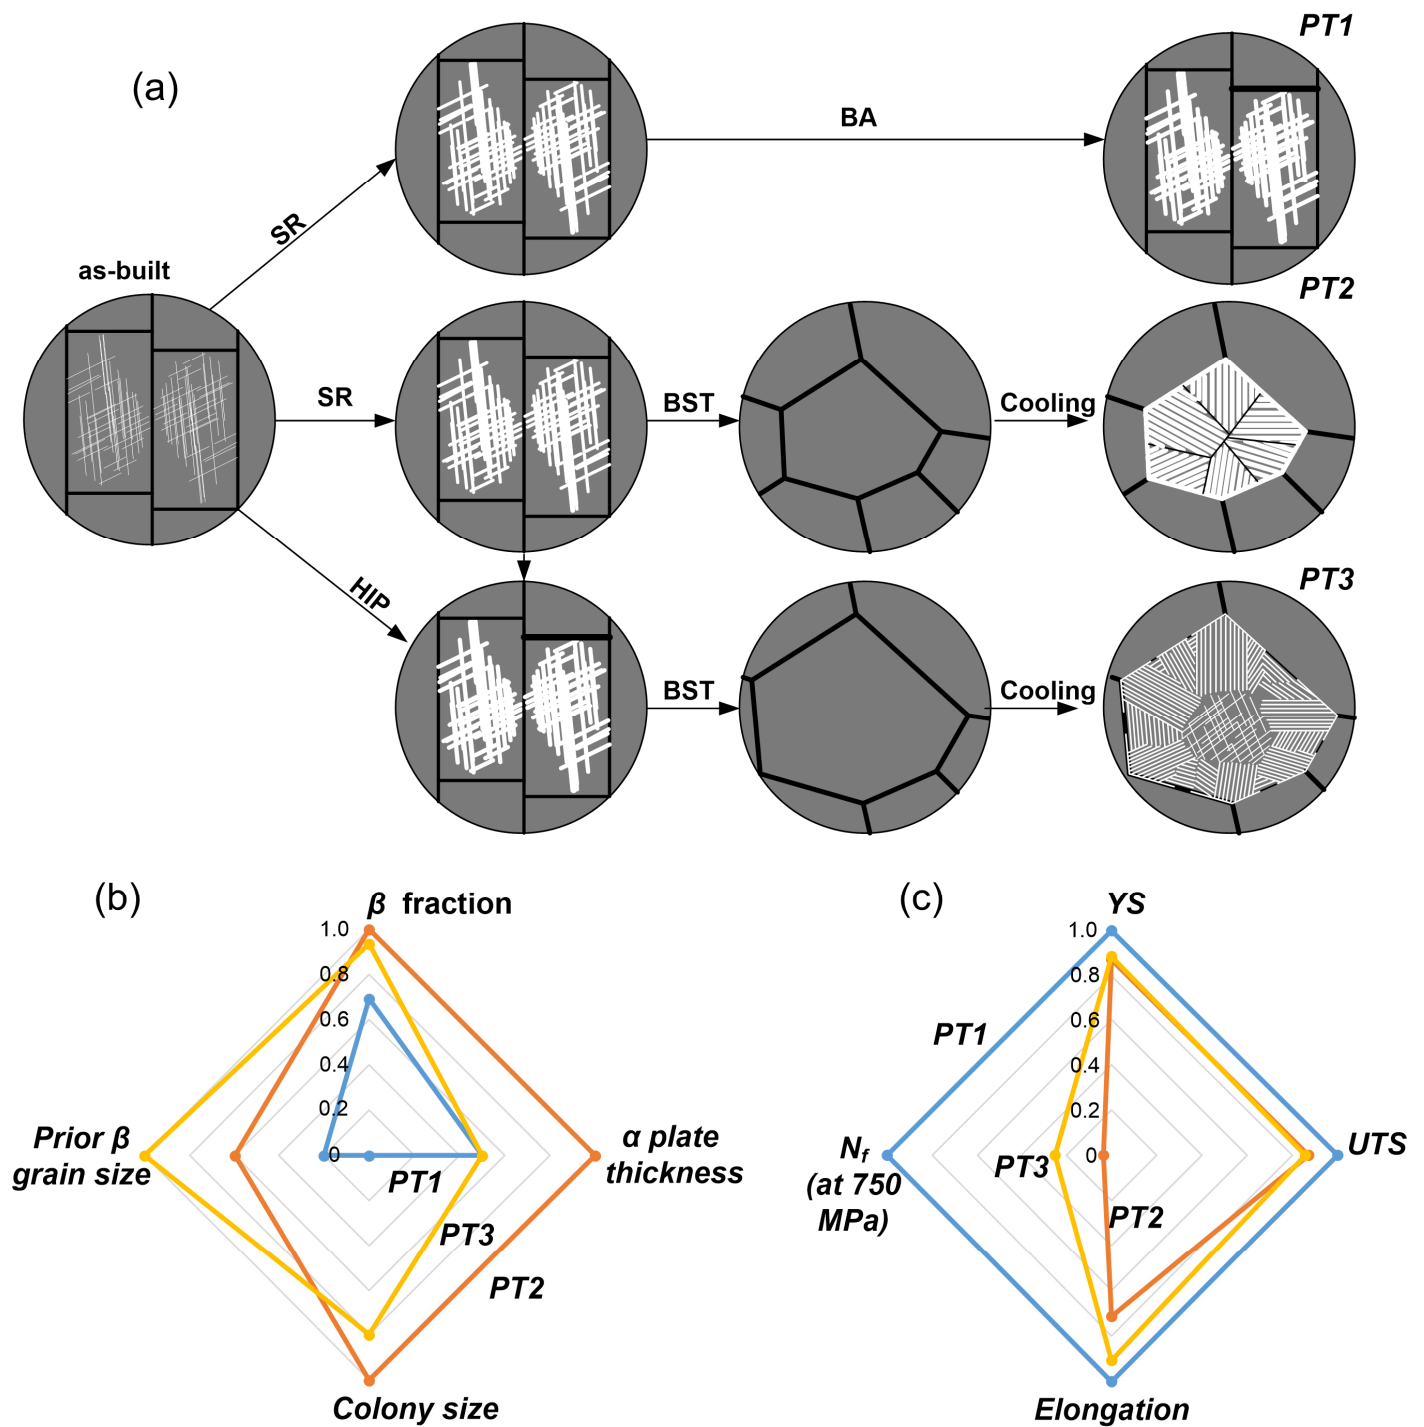 (a)
PT1
BA
SR
as-built
PT2
SR
BST
Cooling
HIP
PT3
BST
Cooling
(b)
β fraction
1.0
0.8
0.6
0.4
0.2
0
Prior β
grain size
α plate
thickness
PT1
PT3
PT2
Colony size
(c)
YS
1.0
0.8
0.6
0.4
0.2
0
PT1
UTS
Nf
(at 750
MPa)
PT3
PT2
Elongation